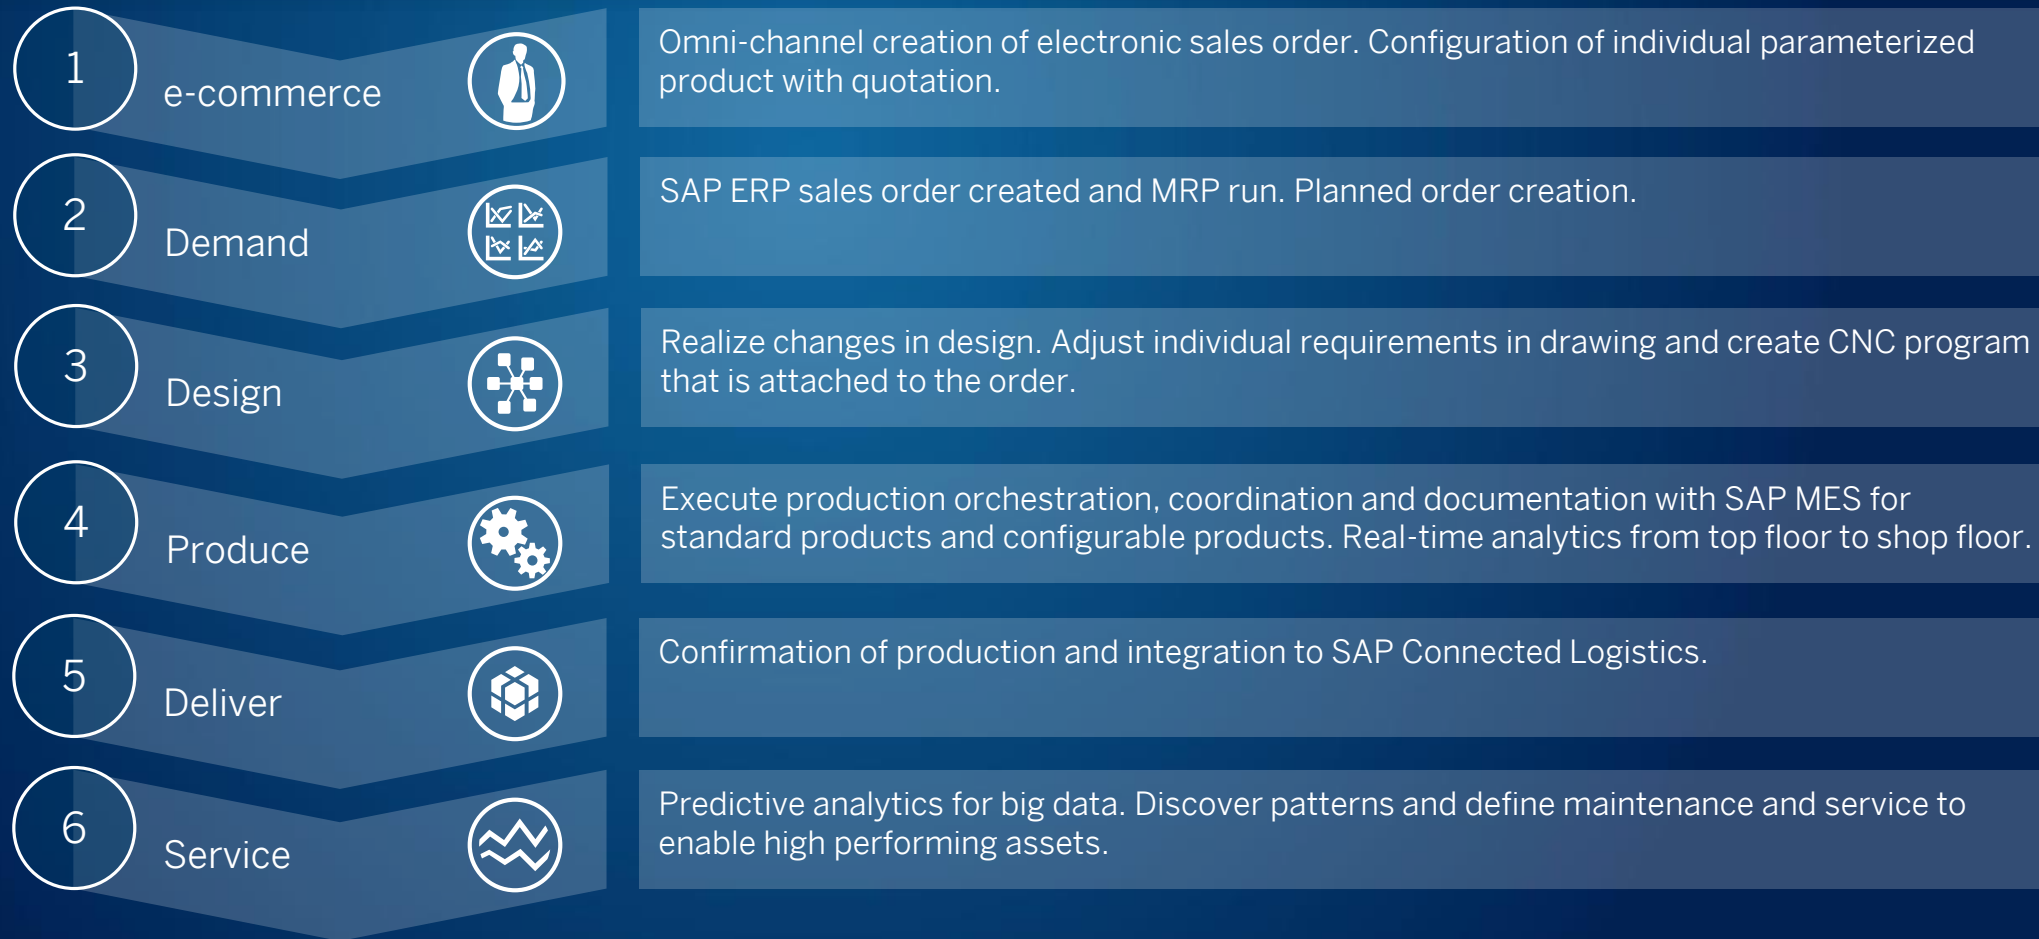 1
e-commerce
Omni-channel creation of electronic sales order. Configuration of individual parameterized
product with quotation.
2
Demand
SAP ERP sales order created and MRP run. Planned order creation.
3
Design
Realize changes in design. Adjust individual requirements in drawing and create CNC program
that is attached to the order.
4
Produce
Execute production orchestration, coordination and documentation with SAP MES for
standard products and configurable products. Real-time analytics from top floor to shop floor.
5
Deliver
Confirmation of production and integration to SAP Connected Logistics.
6
Service
Predictive analytics for big data. Discover patterns and define maintenance and service to
enable high performing assets.